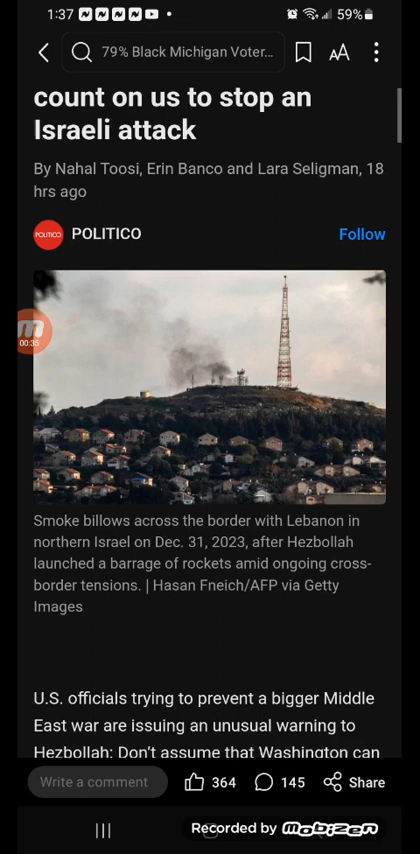 1:37
59%
79% Black Michigan Voter...
AA
count on us to stop an
Israeli attack
By Nahal Toosi, Erin Banco and Lara Seligman, 18
hrs ago
POLITICO
POLITICO
Follow
00:35
Smoke billows across the border with Lebanon in
northern Israel on Dec. 31, 2023, after Hezbollah
launched a barrage of rockets amid ongoing cross-
border tensions. | Hasan Fneich/AFP via Getty
Images
U.S. officials trying to prevent a bigger Middle
East war are issuing an unusual warning to
Hezbollah: Don't assume that Washington can
Write a comment
364
145
Share
Recorded by mobizen